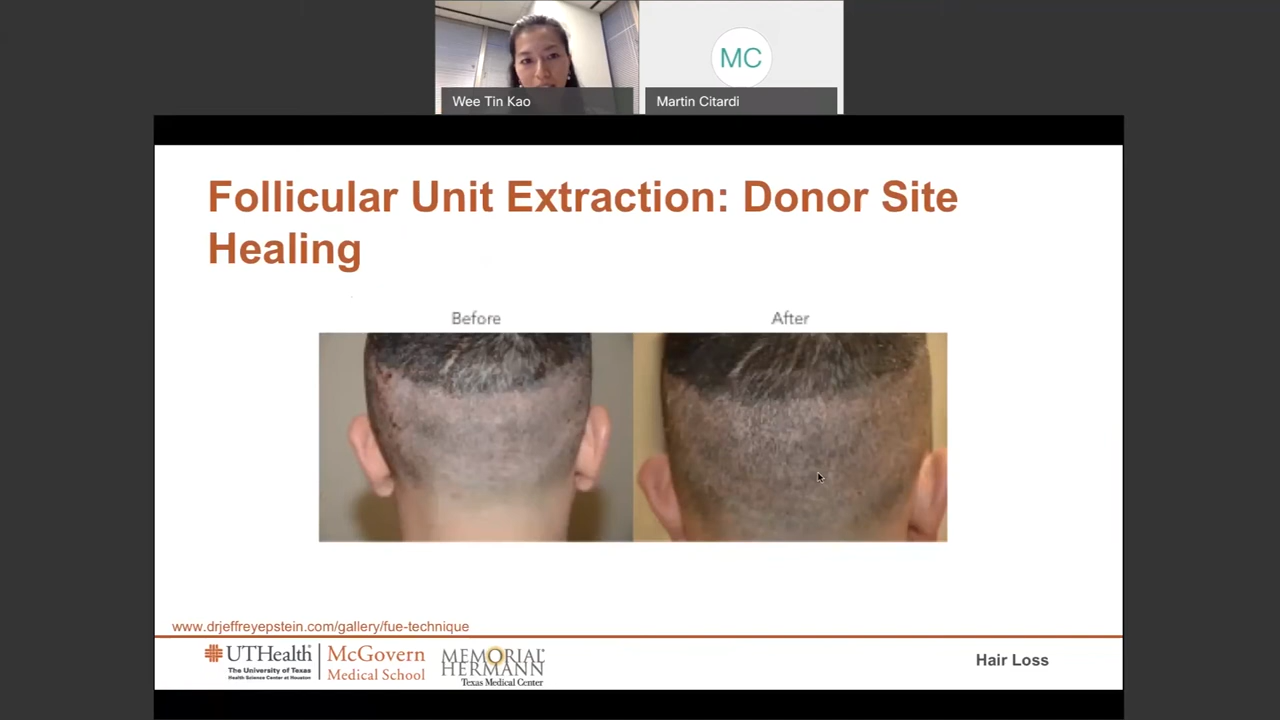 Wee Tin Kao
MC
Martin Citardi
Follicular Unit Extraction: Donor Site
Healing
Before
After
www.drjeffreyepstein.com/gallery/fue-technique
UTHealth
The University of Texas
Health Science Center at Houston
McGovern
Medical School
MEMORIAL
HERMANN
Texas Medical Center
Hair Loss